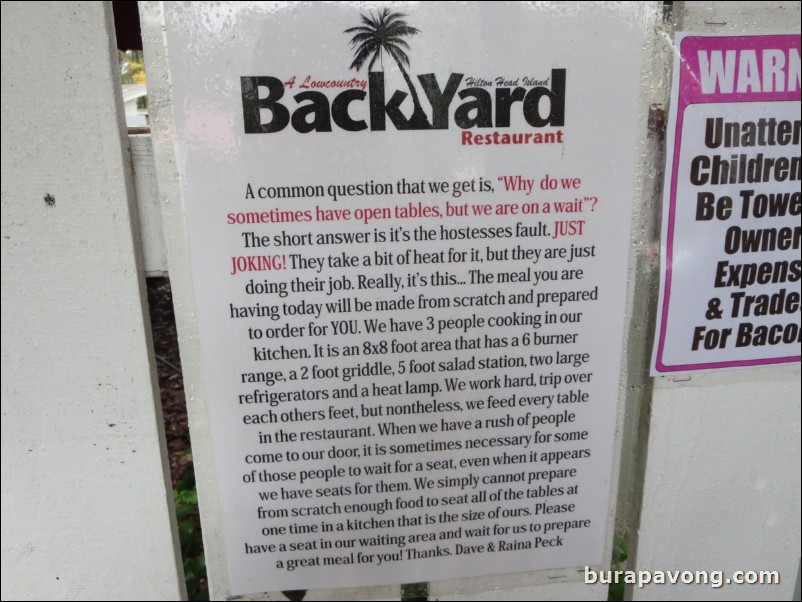 A Lowcountry
Hilton Head Island
BackYard
Restaurant
A common question that we get is, "Why do we
sometimes have open tables, but we are on a wait"?
The short answer is it's the hostesses fault. JUST
JOKING! They take a bit of heat for it, but they are just
doing their job. Really, it's this... The meal you are
having today will be made from scratch and prepared
to order for YOU. We have 3 people cooking in our
kitchen. It is an 8x8 foot area that has a 6 burner
range, a 2 foot griddle, 5 foot salad station, two large
refrigerators and a heat lamp. We work hard, trip over
each others feet, but nontheless, we feed every table
in the restaurant. When we have a rush of people
come to our door, it is sometimes necessary for some
of those people to wait for a seat, even when it appears
we have seats for them. We simply cannot prepare
from scratch enough food to seat all of the tables at
one time in a kitchen that is the size of ours. Please
have a seat in our waiting area and wait for us to prepare
a great meal for you! Thanks. Dave & Raina Peck
WARN
Unatten
Children
Be Towe
Owner
Expens
& Trade
For Baco
burapavong.com